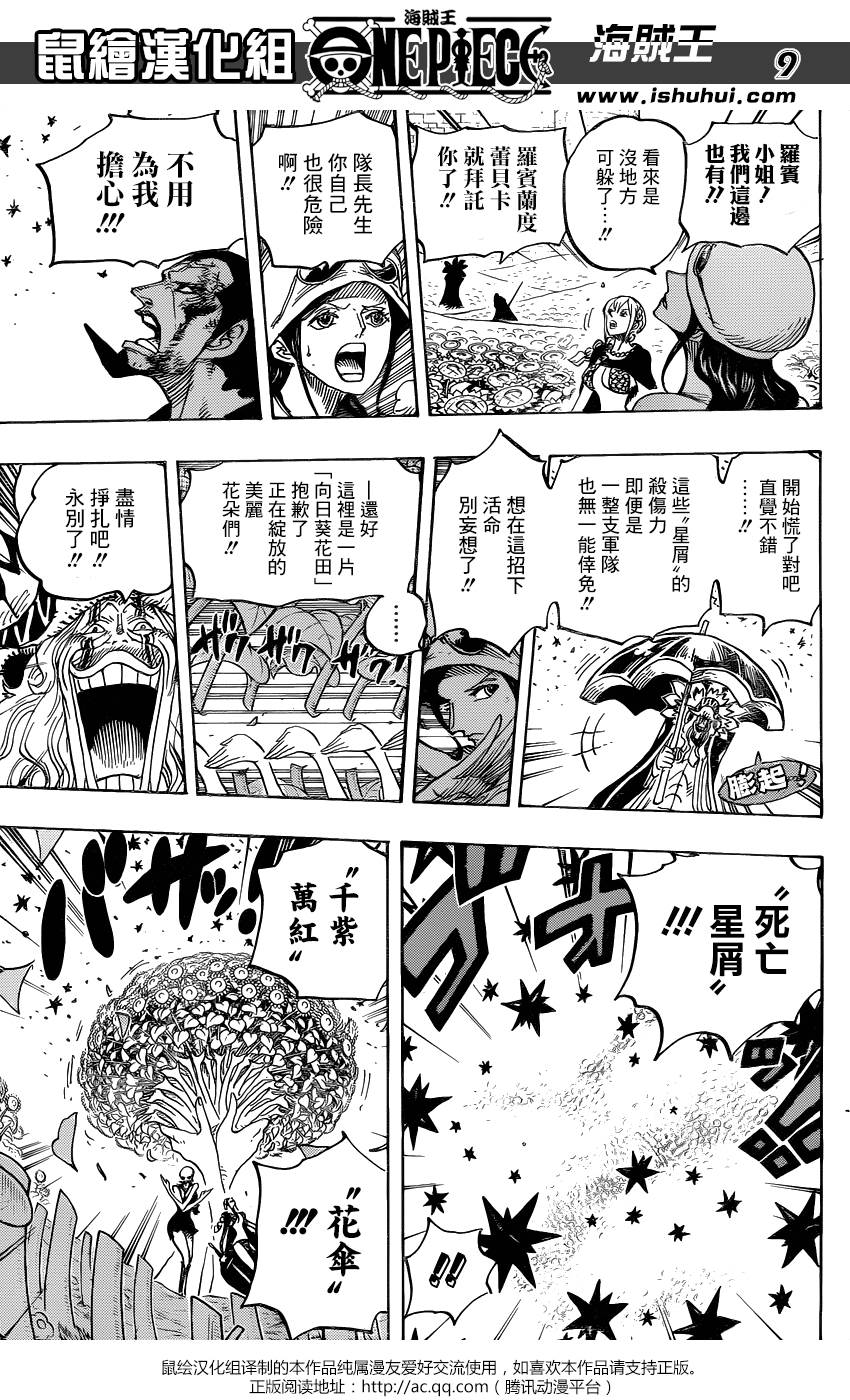 鼠繪漢化組
海賊王
ONE PIECE
海賊王
www.ishuhui.com
9
羅賓
小姐!
我們這邊
也有!!
看來是
沒地方
可躲了…!!
羅賓蘭度
蕾貝卡
就拜託
你了!!
隊長先生
你自己
也很危險
啊!!
不用
為我
擔心!!!
開始慌了對吧
直覺不錯
……!!
這些〝星屑〞的
殺傷力
即便是
一整支軍隊
也無一能倖免!!
膨起!
想在這招下
活命
別妄想了!!
……
—還好
這裡是一片
「向日葵花田」
抱歉了
正在綻放的
美麗
花朵們!!
ザワ
ザワ
ザワ
盡情
掙扎吧!!
永別了!!
〝死亡
星屑〞
!!!
!!
〝千紫
萬紅〞
〝花傘〞
!!!
鼠绘汉化组译制的本作品纯属漫友爱好交流使用，如喜欢本作品请支持正版。
正版阅读地址：http://ac.qq.com（腾讯动漫平台）